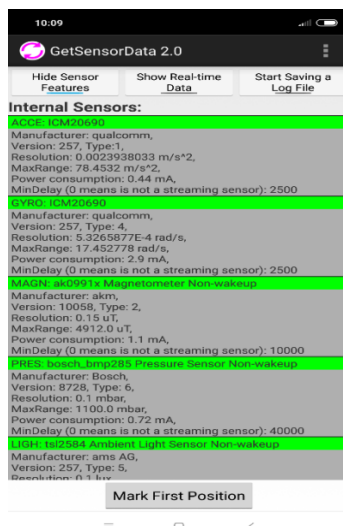 10:09
GetSensorData 2.0
Hide Sensor Features
Show Real-time Data
Start Saving a Log File
Internal Sensors:
ACCE: ICM20690
Manufacturer: qualcomm,
Version: 257, Type:1,
Resolution: 0.0023938033 m/s^2,
MaxRange: 78.4532 m/s^2,
Power consumption: 0.44 mA,
MinDelay (0 means is not a streaming sensor): 2500
GYRO: ICM20690
Manufacturer: qualcomm,
Version: 257, Type: 4,
Resolution: 5.3265877E-4 rad/s,
MaxRange: 17.452778 rad/s,
Power consumption: 2.9 mA,
MinDelay (0 means is not a streaming sensor): 2500
MAGN: ak0991x Magnetometer Non-wakeup
Manufacturer: akm,
Version: 10058, Type: 2,
Resolution: 0.15 uT,
MaxRange: 4912.0 uT,
Power consumption: 1.1 mA,
MinDelay (0 means is not a streaming sensor): 10000
PRES: bosch_bmp285 Pressure Sensor Non-wakeup
Manufacturer: Bosch,
Version: 8728, Type: 6,
Resolution: 0.1 mbar,
MaxRange: 1100.0 mbar,
Power consumption: 0.72 mA,
MinDelay (0 means is not a streaming sensor): 40000
LIGH: tsl2584 Ambient Light Sensor Non-wakeup
Manufacturer: ams AG,
Version: 257, Type: 5,
Resolution: 0.1 lux
Mark First Position